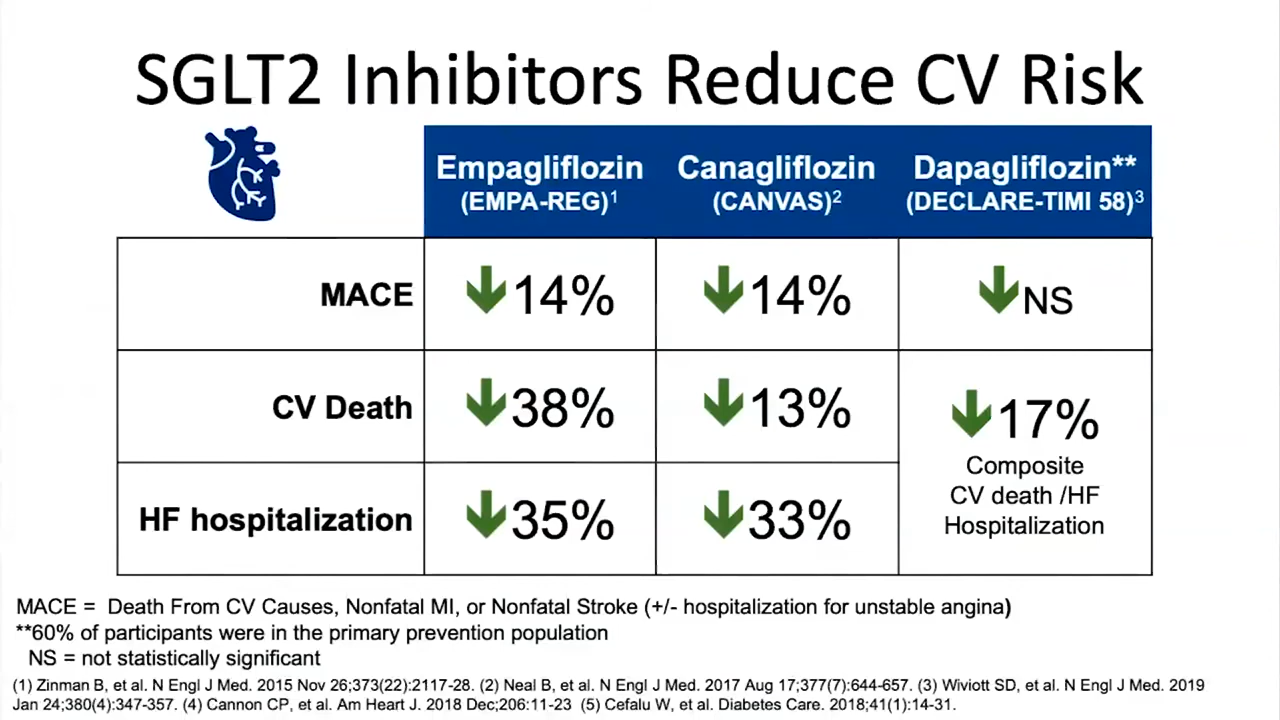 SGLT2 Inhibitors Reduce CV Risk
Empagliflozin (EMPA-REG)1
Canagliflozin (CANVAS)2
Dapagliflozin** (DECLARE-TIMI 58)3
MACE
14%
14%
NS
CV Death
38%
13%
17%
Composite
CV death /HF
Hospitalization
HF hospitalization
35%
33%
MACE = Death From CV Causes, Nonfatal MI, or Nonfatal Stroke (+/- hospitalization for unstable angina)
**60% of participants were in the primary prevention population
NS = not statistically significant
(1) Zinman B, et al. N Engl J Med. 2015 Nov 26;373(22):2117-28. (2) Neal B, et al. N Engl J Med. 2017 Aug 17;377(7):644-657. (3) Wiviott SD, et al. N Engl J Med. 2019
Jan 24;380(4):347-357. (4) Cannon CP, et al. Am Heart J. 2018 Dec;206:11-23 (5) Cefalu W, et al. Diabetes Care. 2018;41(1):14-31.